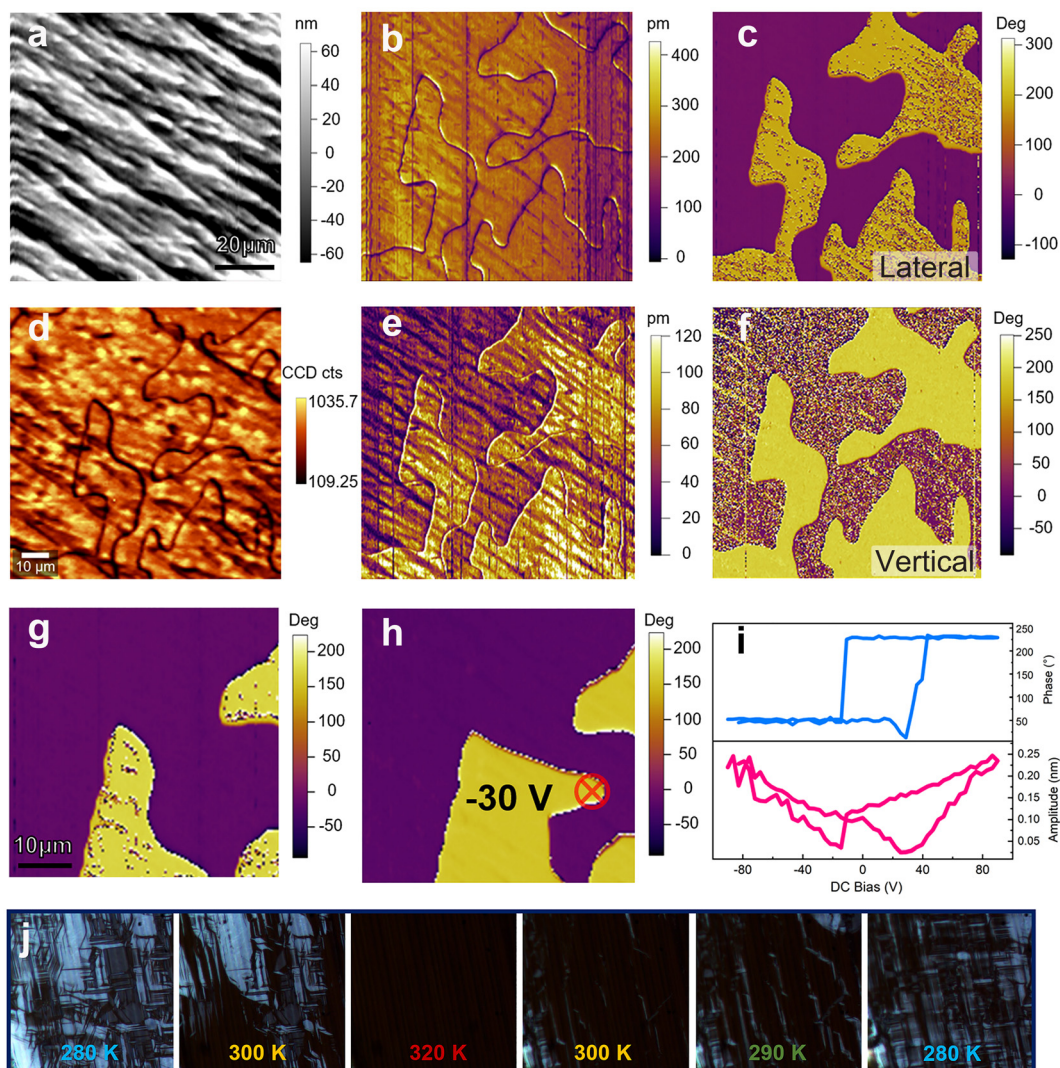 a
nm
60
40
20
0
-20
-40
-60
20μm
b
pm
400
300
200
100
0
c
Deg
300
200
100
0
-100
Lateral
d
CCD cts
1035.7
109.25
10 μm
e
pm
120
100
80
60
40
20
0
f
Deg
250
200
150
100
50
0
-50
Vertical
g
Deg
200
150
100
50
0
-50
10μm
h
-30 V
Deg
200
150
100
50
0
-50
i
250
200
150
100
50
Phase (°)
0.25
0.20
0.15
0.10
0.05
Amplitude (nm)
-80 -40 0 40 80
DC Bias (V)
j
280 K
300 K
320 K
300 K
290 K
280 K